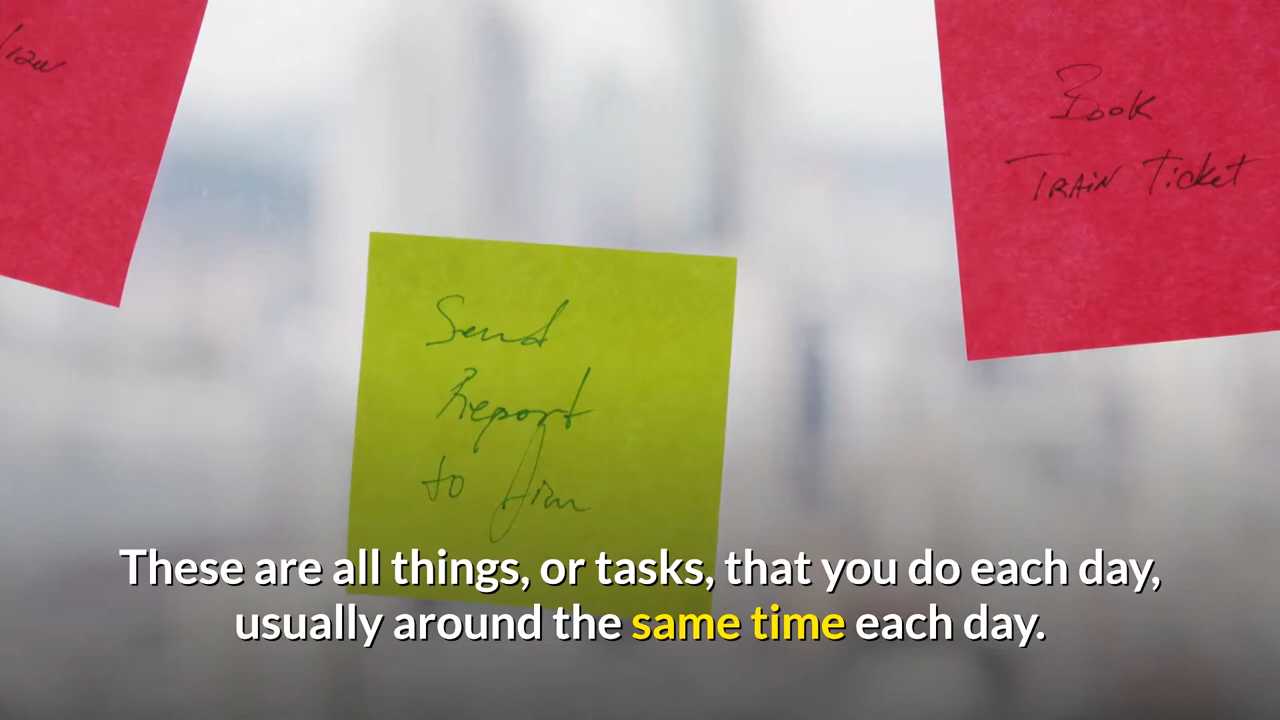 Book
Train Ticket
Send
Report
to Jim
These are all things, or tasks, that you do each day,
usually around the same time each day.